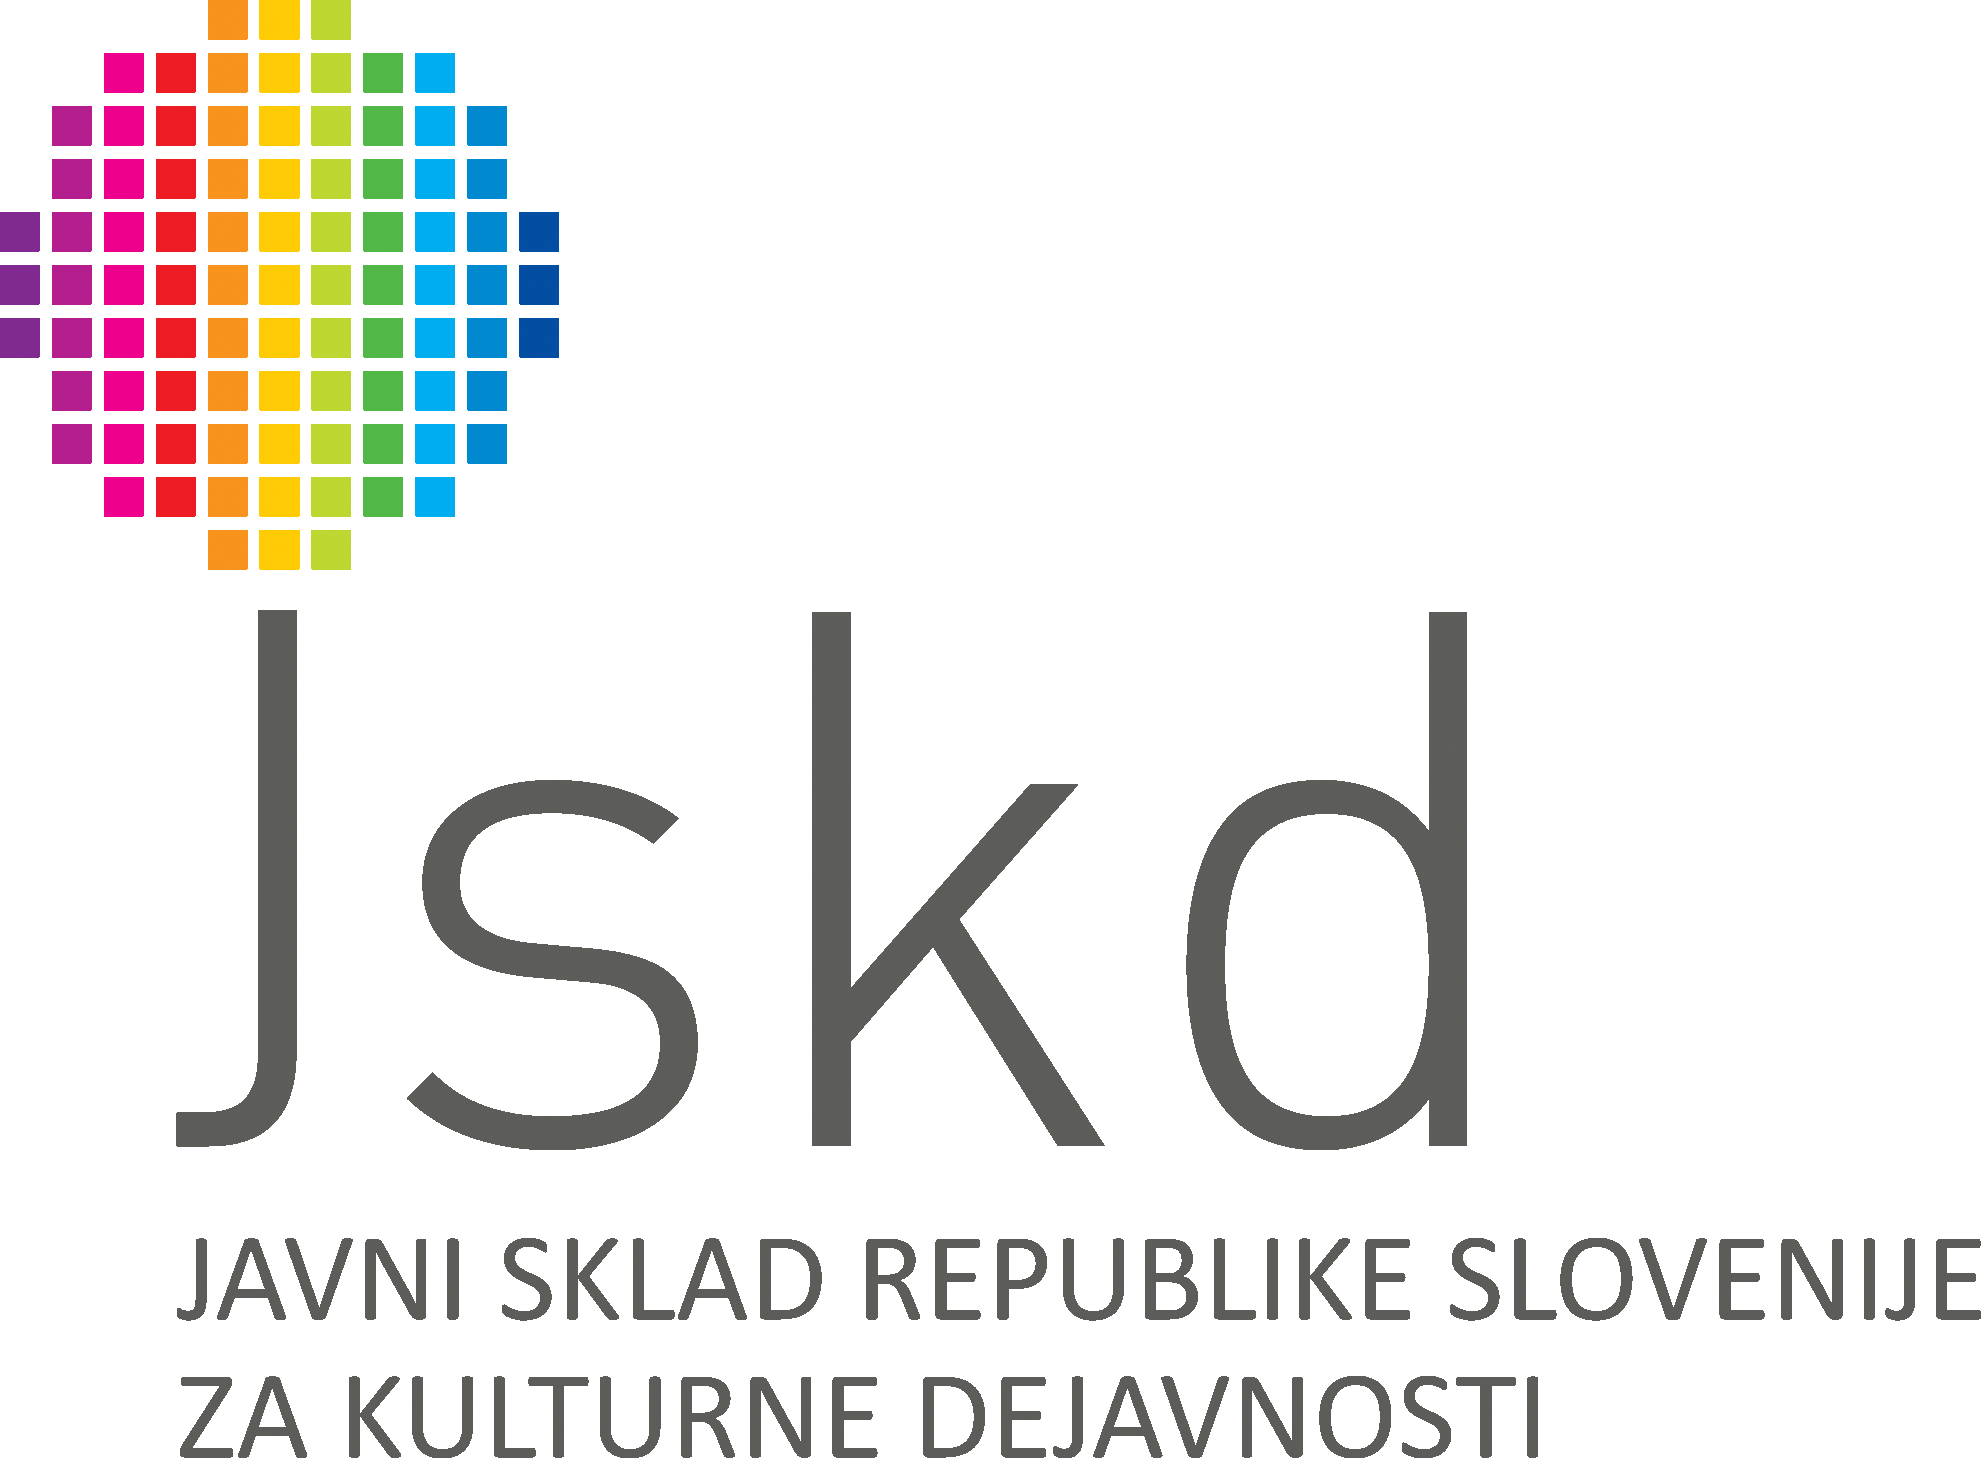 Jskd
JAVNI SKLAD REPUBLIKE SLOVENIJE
ZA KULTURNE DEJAVNOSTI